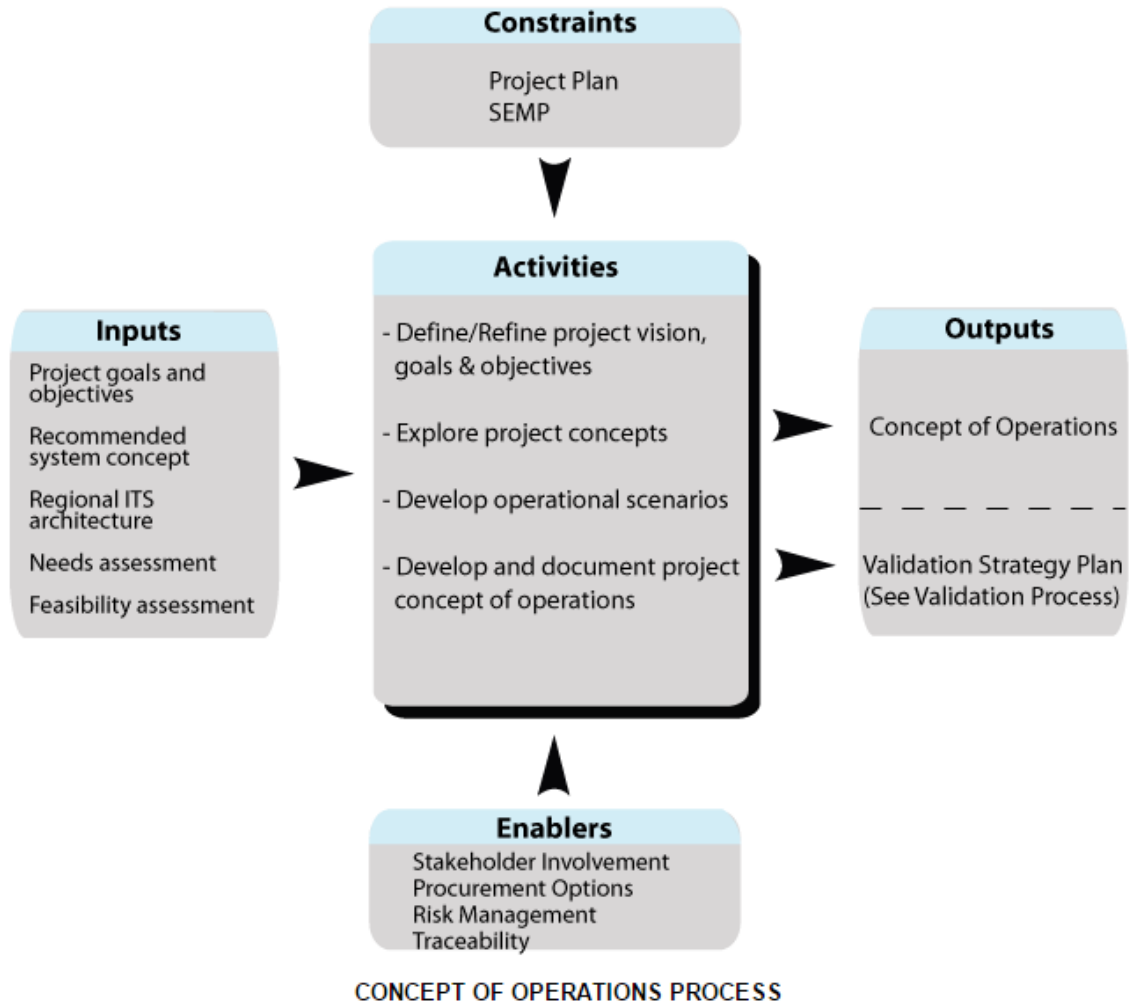 Constraints
Project Plan
SEMP
Activities
- Define/Refine project vision,
goals & objectives
- Explore project concepts
- Develop operational scenarios
- Develop and document project
concept of operations
Inputs
Project goals and
objectives
Recommended
system concept
Regional ITS
architecture
Needs assessment
Feasibility assessment
Outputs
Concept of Operations
Validation Strategy Plan
(See Validation Process)
Enablers
Stakeholder Involvement
Procurement Options
Risk Management
Traceability
CONCEPT OF OPERATIONS PROCESS